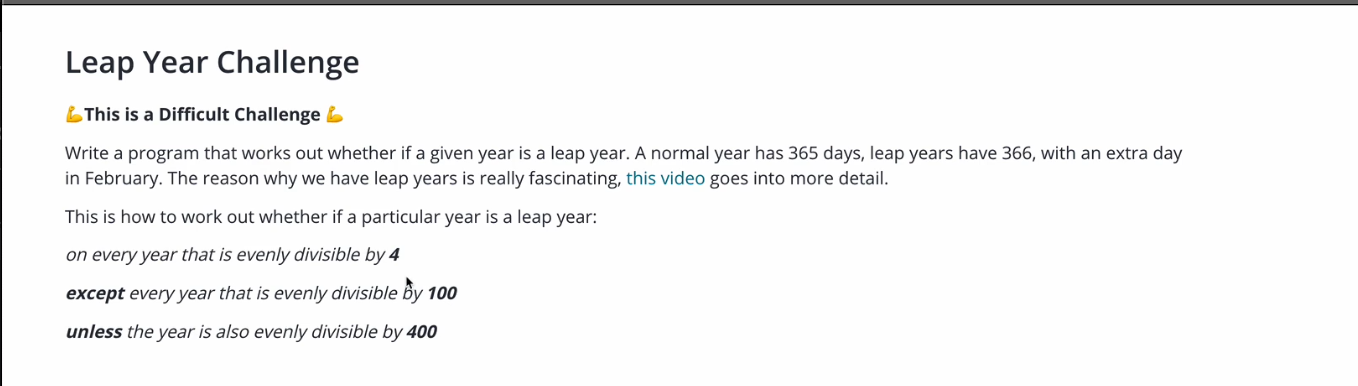 Leap Year Challenge
💪This is a Difficult Challenge 💪
Write a program that works out whether if a given year is a leap year. A normal year has 365 days, leap years have 366, with an extra day
in February. The reason why we have leap years is really fascinating, this video goes into more detail.
This is how to work out whether if a particular year is a leap year:
on every year that is evenly divisible by 4
except every year that is evenly divisible by 100
unless the year is also evenly divisible by 400